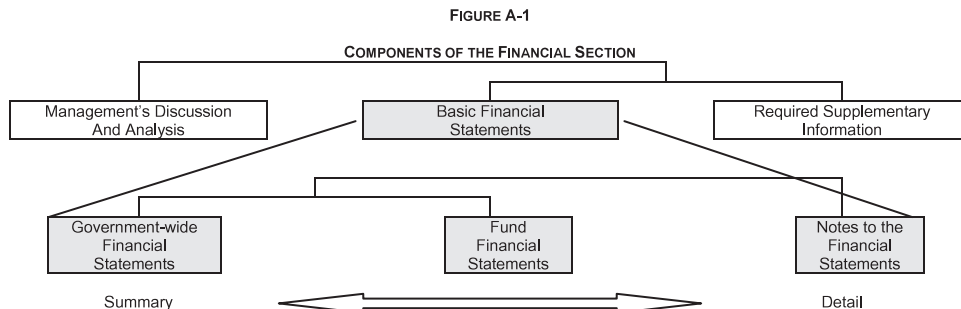 FIGURE A-1
COMPONENTS OF THE FINANCIAL SECTION
Management's Discussion
And Analysis
Basic Financial
Statements
Required Supplementary
Information
Government-wide
Financial
Statements
Fund
Financial
Statements
Notes to the
Financial
Statements
Summary
Detail